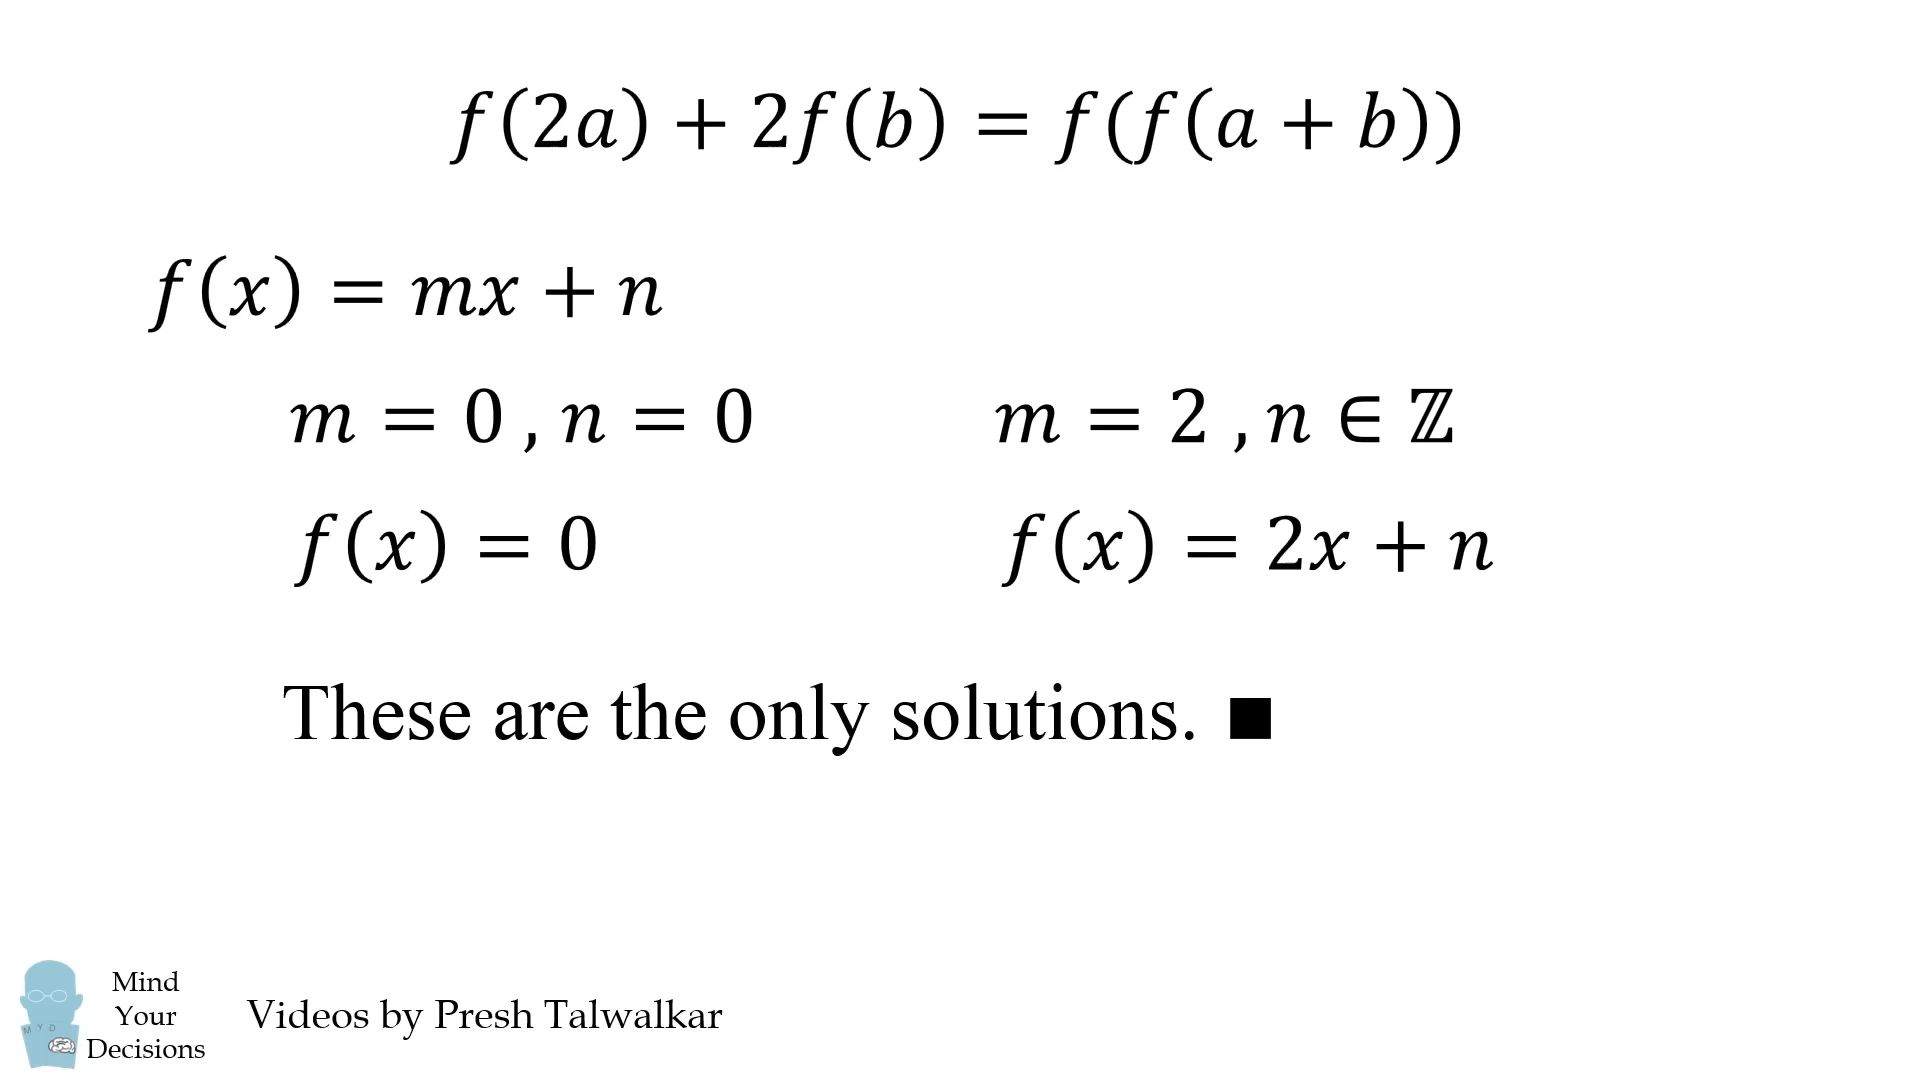 f(2a) + 2f(b) = f(f(a + b))
f(x) = mx + n
m = 0 , n = 0
m = 2 , n ∈ ℤ
f(x) = 0
f(x) = 2x + n
These are the only solutions. ■
M Y D
Mind
Your
Decisions
Videos by Presh Talwalkar